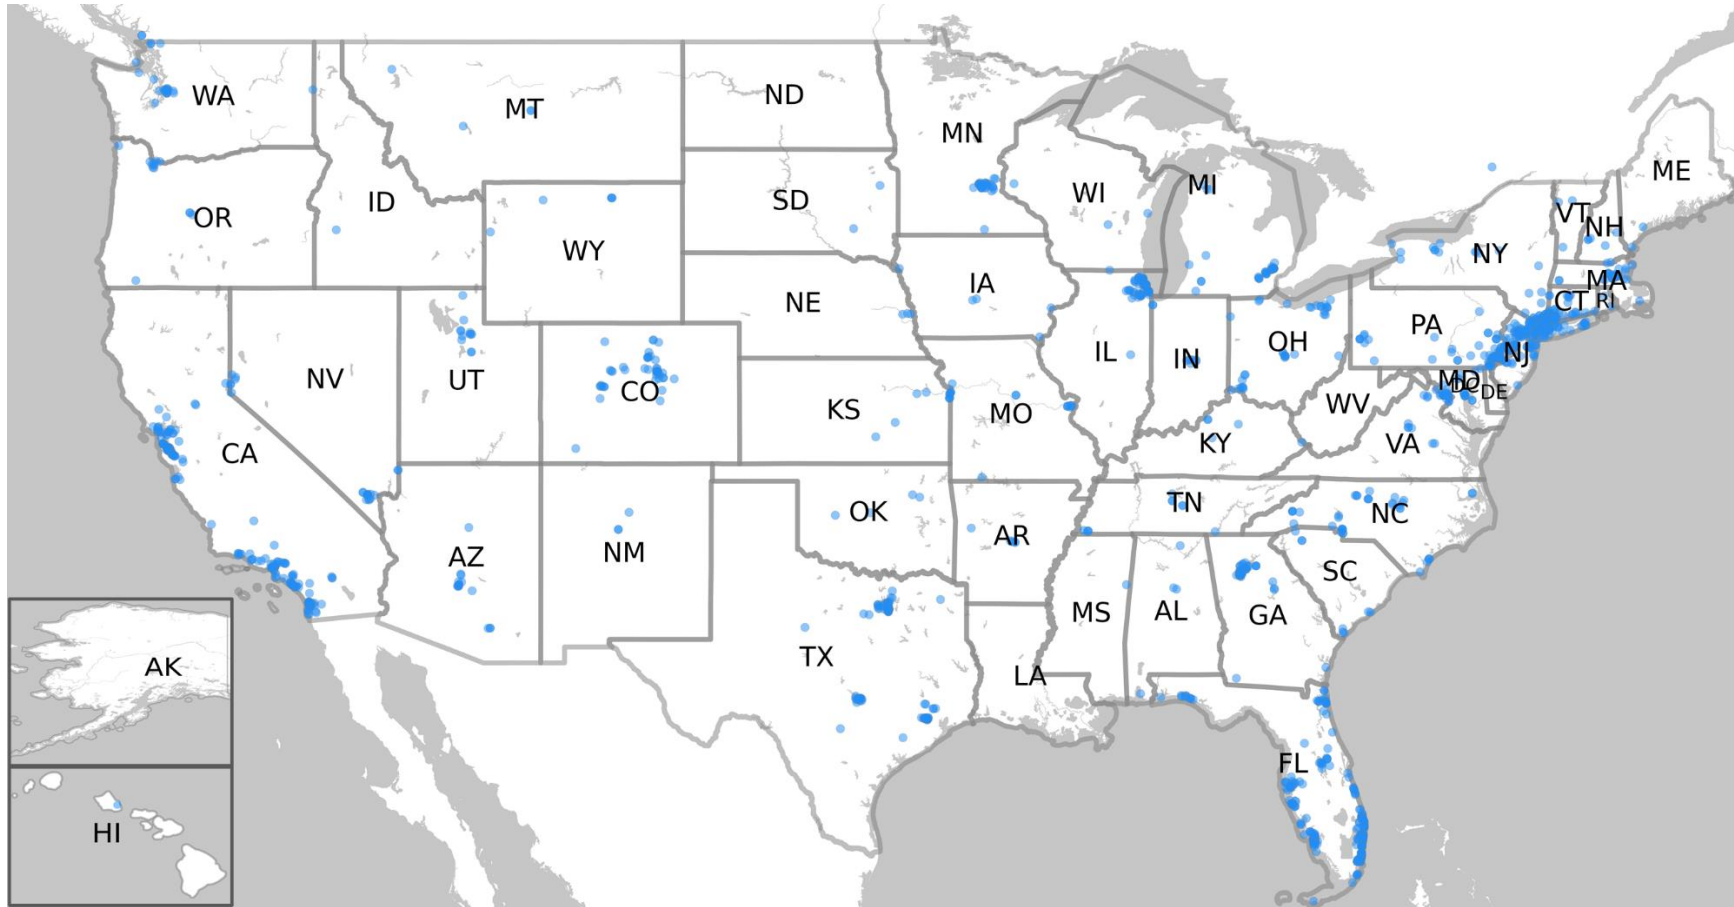 WA
MT
ND
MN
ME
OR
ID
SD
WI
MI
VT
NH
WY
NY
NE
IA
MA
CT
RI
PA
NV
UT
CO
IL
IN
OH
NJ
MD
DC
DE
KS
MO
WV
CA
KY
VA
AZ
NM
OK
AR
TN
NC
SC
MS
AL
GA
TX
LA
AK
FL
HI